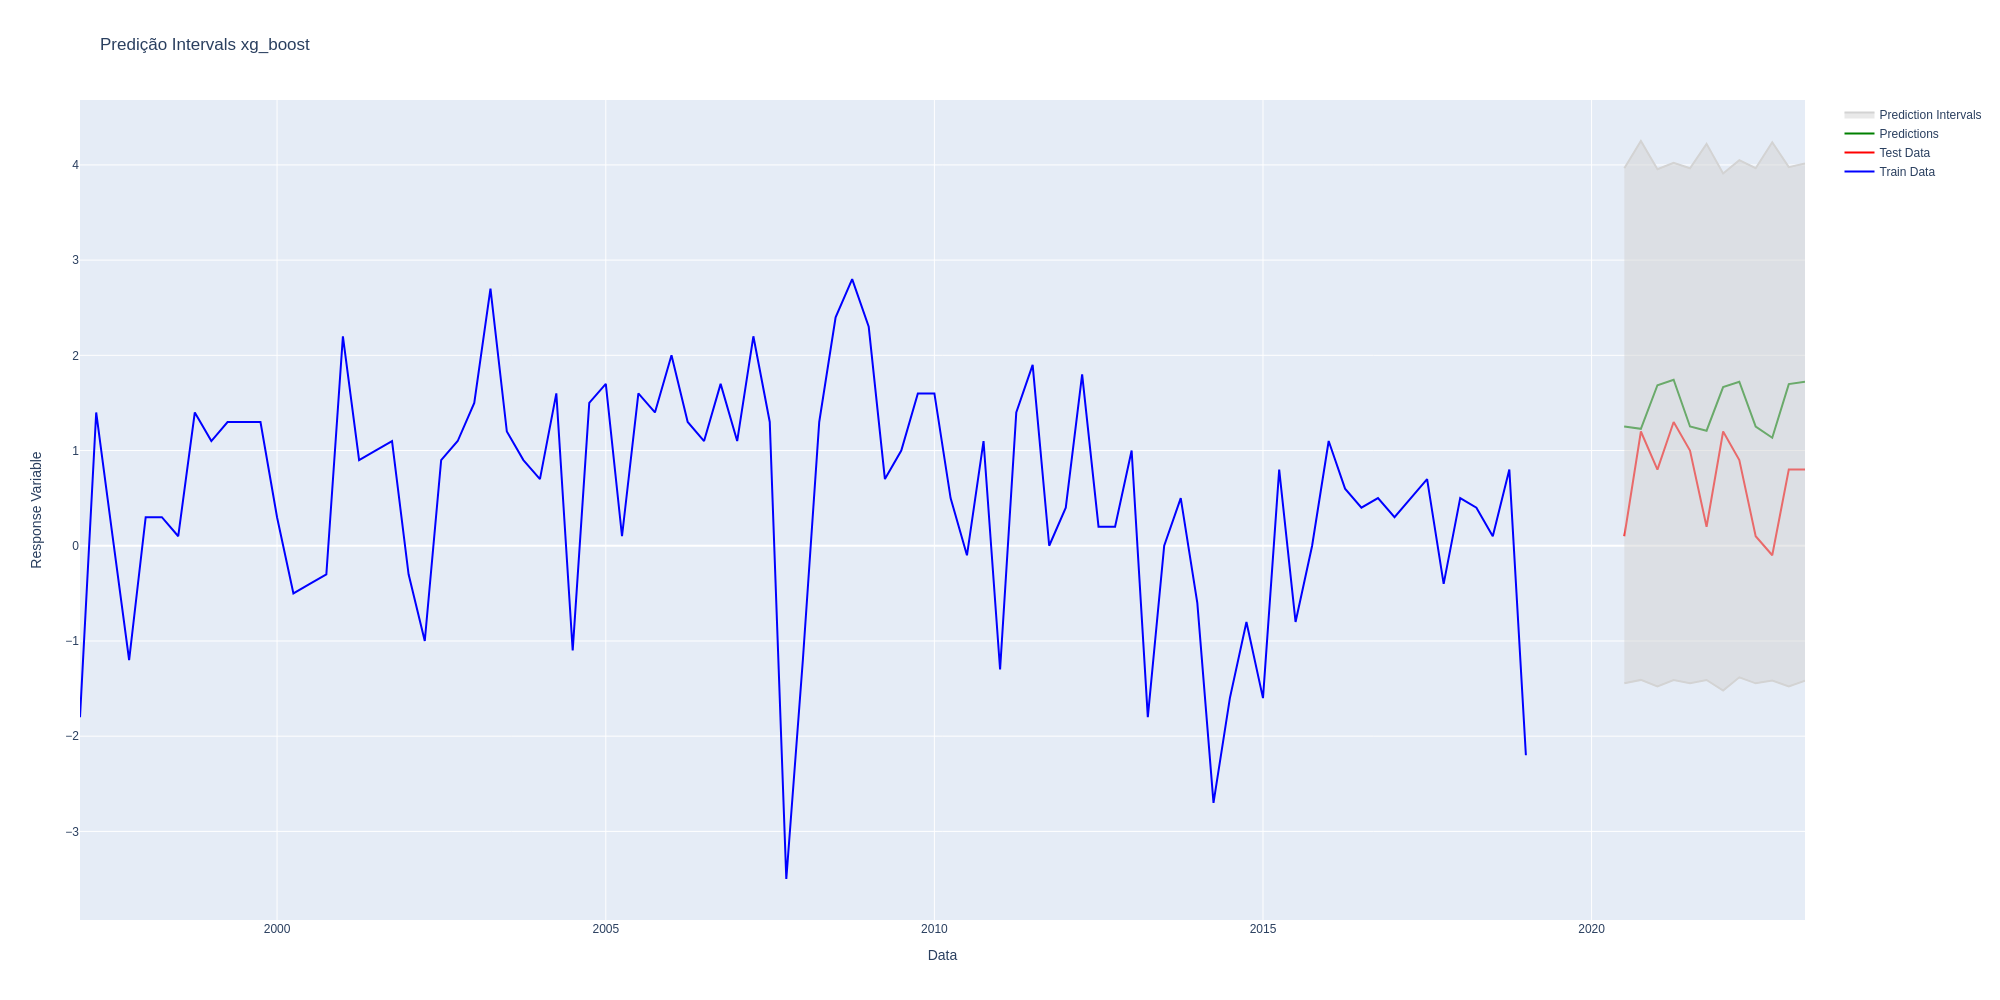 Predição Intervals xg_boost
Prediction Intervals
Predictions
Test Data
Train Data
Response Variable
4
3
2
1
0
−1
−2
−3
2000
2005
2010
2015
2020
Data